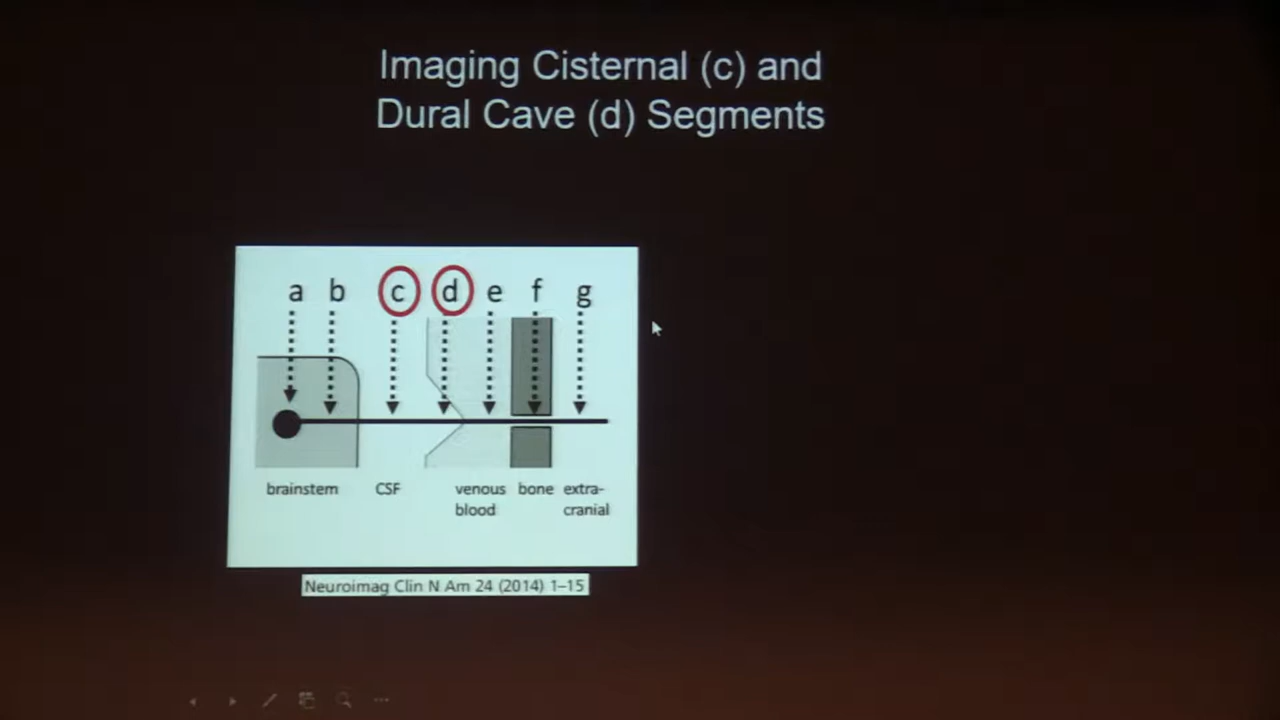 Imaging Cisternal (c) and
Dural Cave (d) Segments
a b c d e f g
brainstem CSF venous blood bone extra-cranial
Neuroimag Clin N Am 24 (2014) 1–15